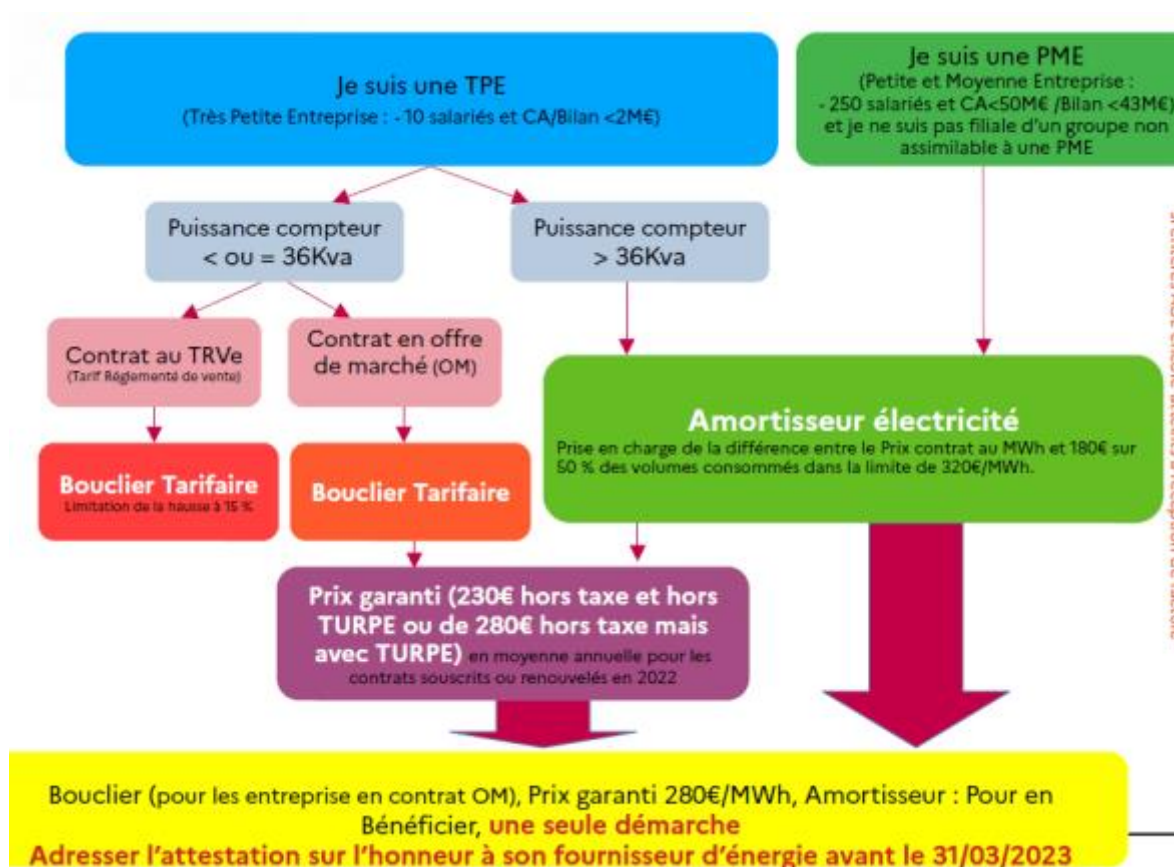 Je suis une TPE
(Très Petite Entreprise : - 10 salariés et CA/Bilan <2M€)
Je suis une PME
(Petite et Moyenne Entreprise :
- 250 salariés et CA<50M€ /Bilan <43M€)
et je ne suis pas filiale d'un groupe non
assimilable à une PME
Puissance compteur
< ou = 36Kva
Puissance compteur
> 36Kva
Contrat au TRVe
(Tarif Réglementé de vente)
Contrat en offre
de marché (OM)
Amortisseur électricité
Prise en charge de la différence entre le Prix contrat au MWh et 180€ sur
50 % des volumes consommés dans la limite de 320€/MWh.
Bouclier Tarifaire
Limitation de la hausse à 15 %
Bouclier Tarifaire
Prix garanti (230€ hors taxe et hors
TURPE ou de 280€ hors taxe mais
avec TURPE) en moyenne annuelle pour les
contrats souscrits ou renouvelés en 2022
Bouclier (pour les entreprise en contrat OM), Prix garanti 280€/MWh, Amortisseur : Pour en
Bénéficier, une seule démarche
Adresser l'attestation sur l'honneur à son fournisseur d'énergie avant le 31/03/2023